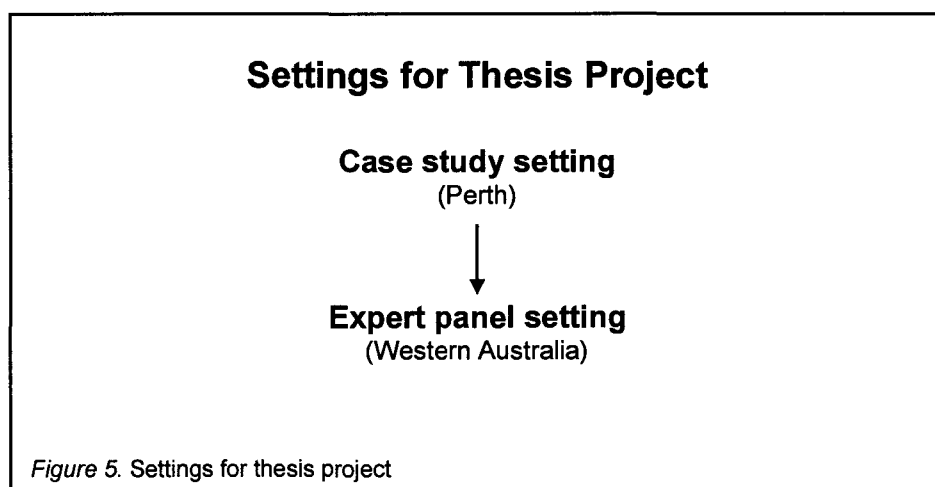 Settings for Thesis Project
Case study setting
(Perth)
Expert panel setting
(Western Australia)
Figure 5. Settings for thesis project